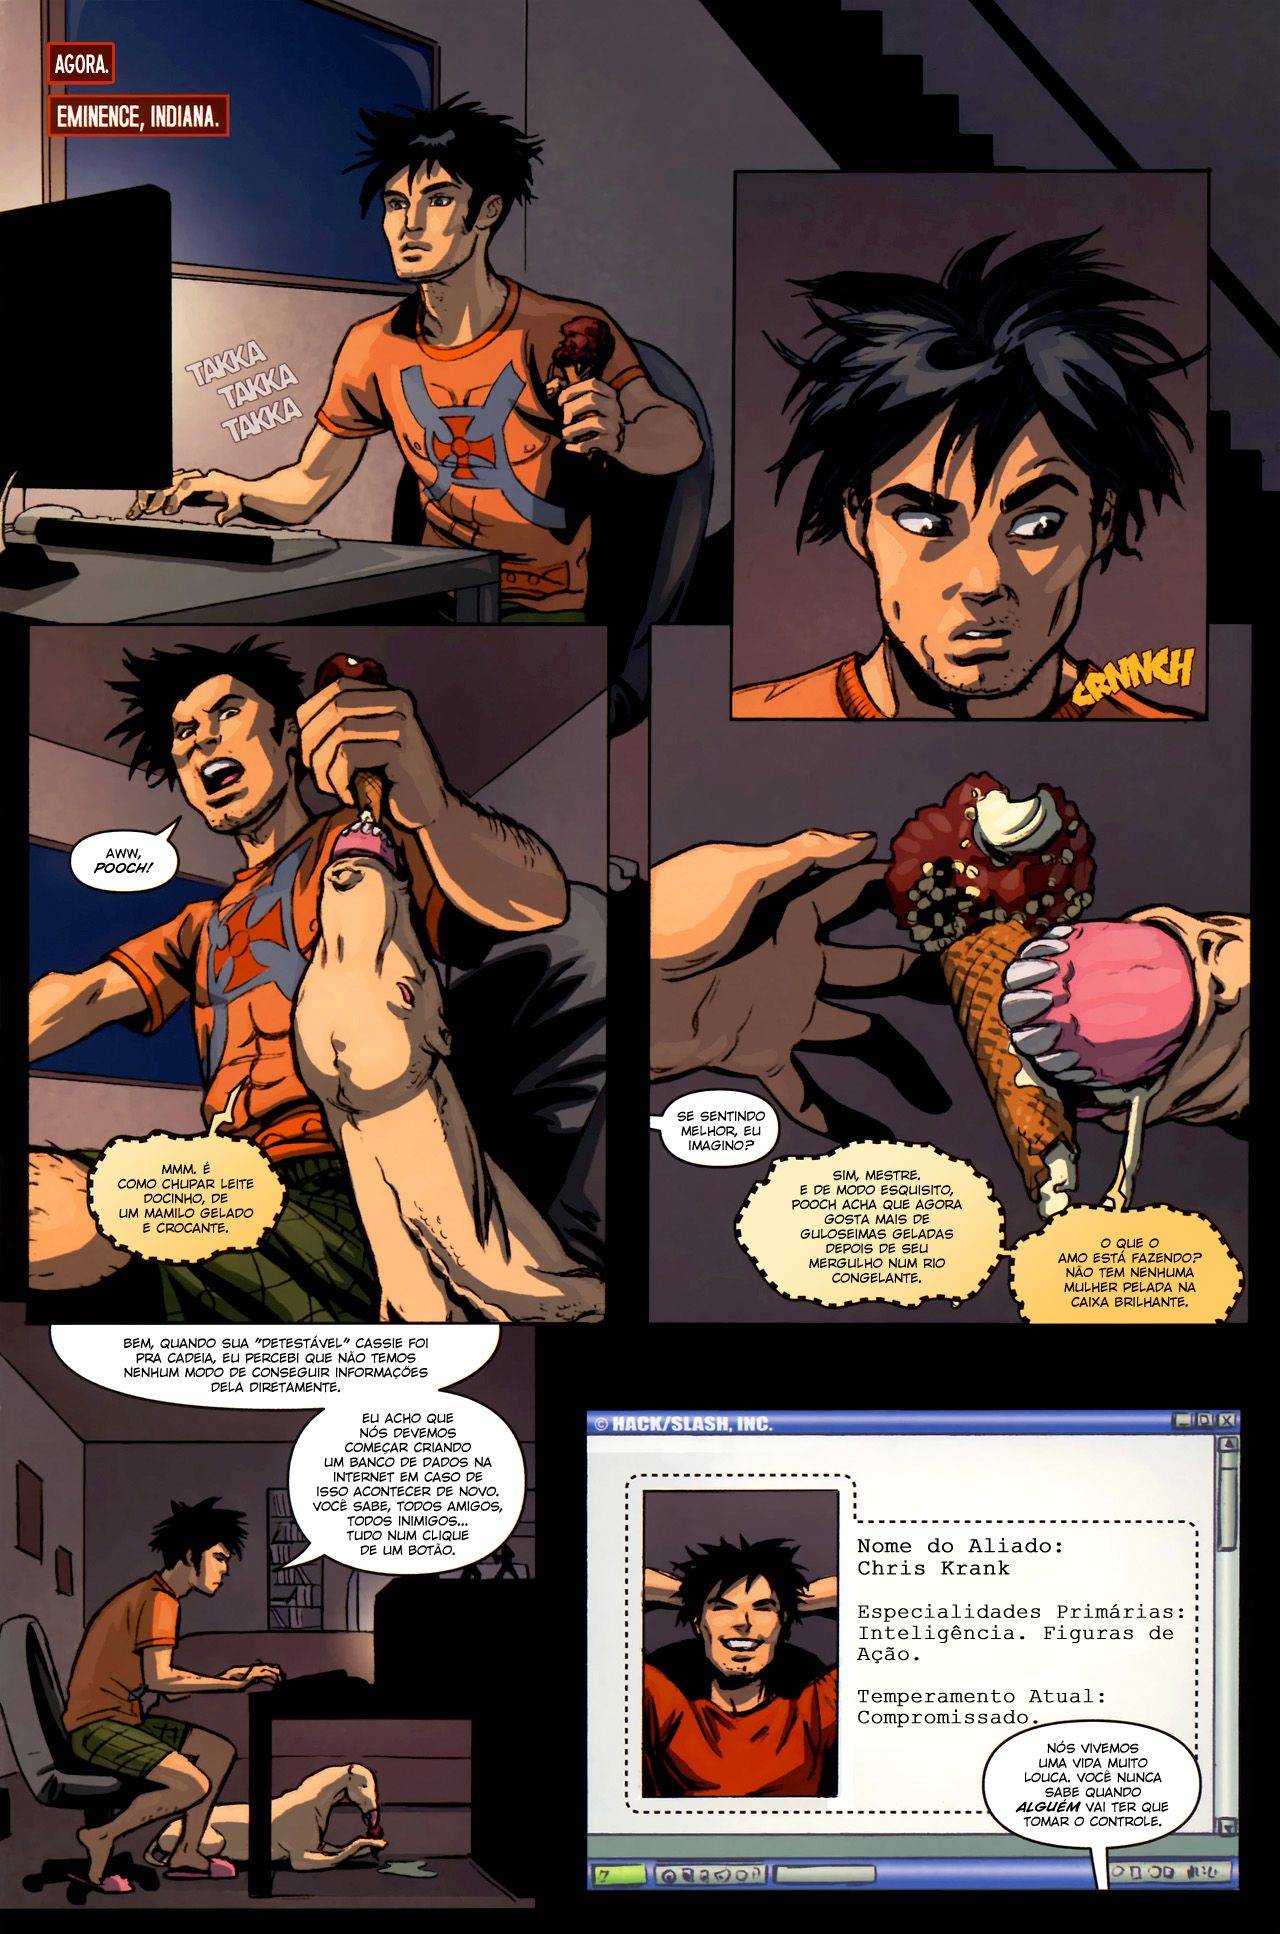 AGORA.
EMINENCE, INDIANA.
TAKKA
TAKKA
TAKKA
CRNNCH
AWW,
POOCH!
MMM. É
COMO CHUPAR LEITE
DOCINHO, DE
UM MAMILO GELADO
E CROCANTE.
SE SENTINDO
MELHOR, EU
IMAGINO?
SIM, MESTRE.
E DE MODO ESQUISITO,
POOCH ACHA QUE AGORA
GOSTA MAIS DE
GULOSEIMAS GELADAS
DEPOIS DE SEU
MERGULHO NUM RIO
CONGELANTE.
O QUE O
AMO ESTÁ FAZENDO?
NÃO TEM NENHUMA
MULHER PELADA NA
CAIXA BRILHANTE.
BEM, QUANDO SUA "DETESTÁVEL" CASSIE FOI
PRA CADEIA, EU PERCEBI QUE NÃO TEMOS
NENHUM MODO DE CONSEGUIR INFORMAÇÕES
DELA DIRETAMENTE.
EU ACHO QUE
NÓS DEVEMOS
COMEÇAR CRIANDO
UM BANCO DE DADOS NA
INTERNET EM CASO DE
ISSO ACONTECER DE NOVO.
VOCÊ SABE, TODOS AMIGOS,
TODOS INIMIGOS...
TUDO NUM CLIQUE
DE UM BOTÃO.
© HACK/SLASH, INC.
Nome do Aliado:
Chris Krank
Especialidades Primárias:
Inteligência. Figuras de
Ação.
Temperamento Atual:
Compromissado.
NÓS VIVEMOS
UMA VIDA MUITO
LOUCA. VOCÊ NUNCA
SABE QUANDO
ALGUÉM VAI TER QUE
TOMAR O CONTROLE.